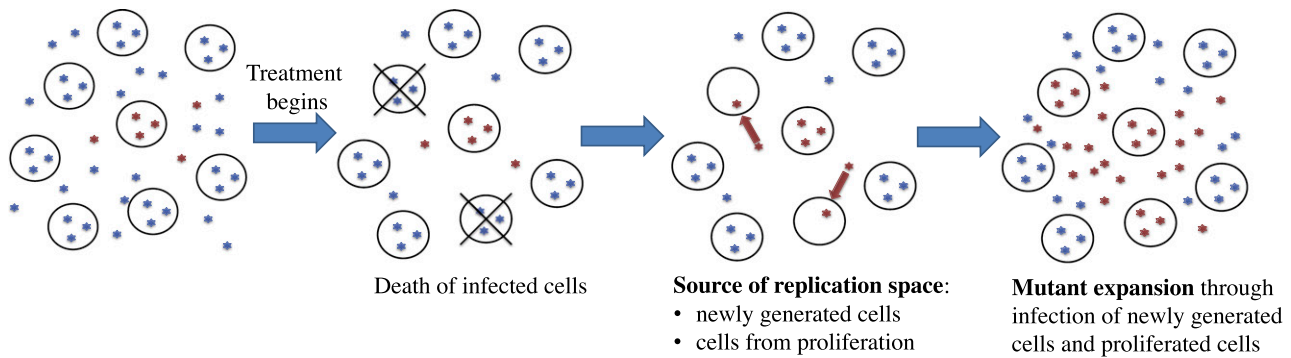 Treatment
begins
Death of infected cells
Source of replication space:
• newly generated cells
• cells from proliferation
Mutant expansion through
infection of newly generated
cells and proliferated cells